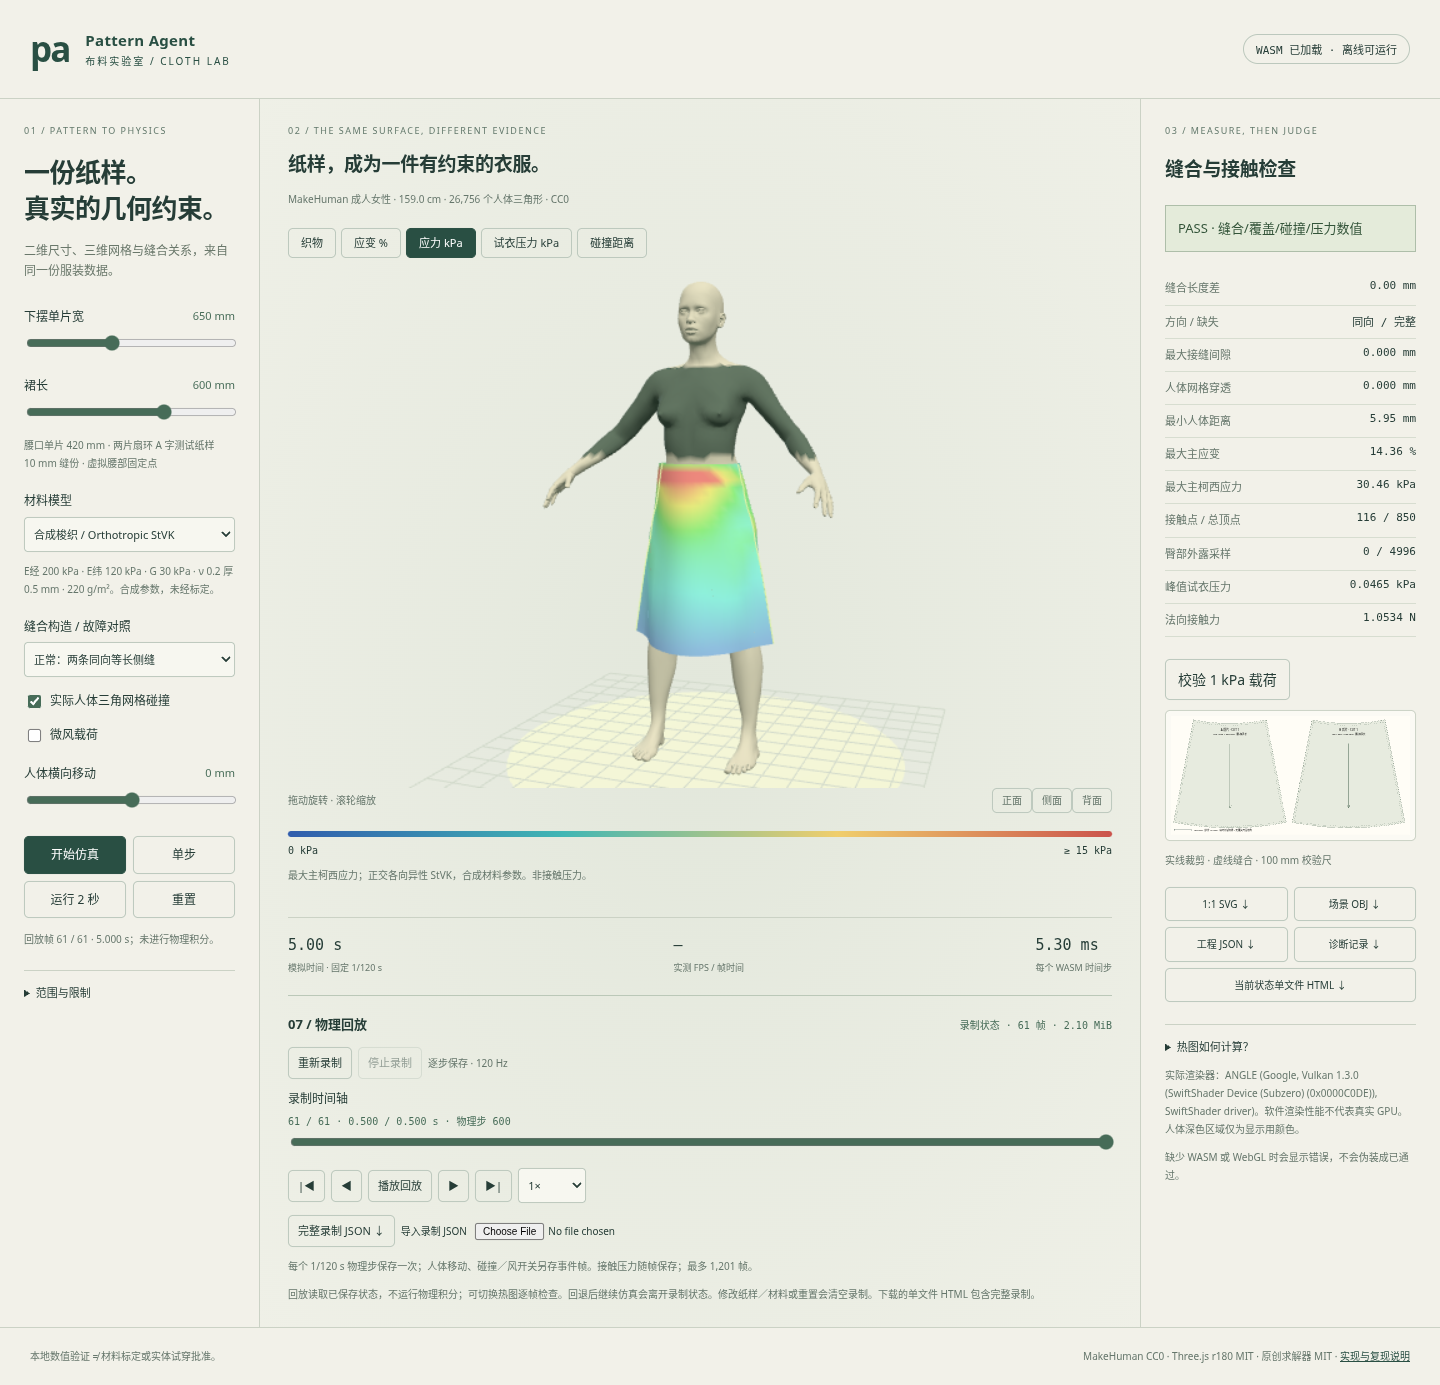 pa
Pattern Agent
布料实验室 / CLOTH LAB
WASM 已加载 · 离线可运行
01 / PATTERN TO PHYSICS
一份纸样。
真实的几何约束。
二维尺寸、三维网格与缝合关系，来自
同一份服装数据。
下摆单片宽 650 mm
裙长 600 mm
腰口单片 420 mm · 两片扇环 A 字测试纸样
10 mm 缝份 · 虚拟腰部固定点
材料模型
合成梭织 / Orthotropic StVK
E经 200 kPa · E纬 120 kPa · G 30 kPa · ν 0.2 厚
0.5 mm · 220 g/m²。合成参数，未经标定。
缝合构造 / 故障对照
正常：两条同向等长侧缝
实际人体三角网格碰撞
微风载荷
人体横向移动 0 mm
开始仿真 单步
运行 2 秒 重置
回放帧 61 / 61 · 5.000 s；未进行物理积分。
▶ 范围与限制
02 / THE SAME SURFACE, DIFFERENT EVIDENCE
纸样，成为一件有约束的衣服。
MakeHuman 成人女性 · 159.0 cm · 26,756 个人体三角形 · CC0
织物 应变 % 应力 kPa 试衣压力 kPa 碰撞距离
拖动旋转 · 滚轮缩放 正面 侧面 背面
0 kPa ≥ 15 kPa
最大主柯西应力；正交各向异性 StVK，合成材料参数。非接触压力。
5.00 s — 5.30 ms
模拟时间 · 固定 1/120 s 实测 FPS / 帧时间 每个 WASM 时间步
07 / 物理回放 录制状态 · 61 帧 · 2.10 MiB
重新录制 停止录制 逐步保存 · 120 Hz
录制时间轴
61 / 61 · 0.500 / 0.500 s · 物理步 600
|◀ ◀ 播放回放 ▶ ▶| 1×
完整录制 JSON ↓ 导入录制 JSON Choose File No file chosen
每个 1/120 s 物理步保存一次；人体移动、碰撞／风开关另存事件帧。接触压力随帧保存；最多 1,201 帧。
回放读取已保存状态，不运行物理积分；可切换热图逐帧检查。回退后继续仿真会离开录制状态。修改纸样／材料或重置会清空录制。下载的单文件 HTML 包含完整录制。
03 / MEASURE, THEN JUDGE
缝合与接触检查
PASS · 缝合/覆盖/碰撞/压力数值
缝合长度差 0.00 mm
方向 / 缺失 同向 / 完整
最大接缝间隙 0.000 mm
人体网格穿透 0.000 mm
最小人体距离 5.95 mm
最大主应变 14.36 %
最大主柯西应力 30.46 kPa
接触点 / 总顶点 116 / 850
臀部外露采样 0 / 4996
峰值试衣压力 0.0465 kPa
法向接触力 1.0534 N
校验 1 kPa 载荷
实线裁剪 · 虚线缝合 · 100 mm 校验尺
1:1 SVG ↓ 场景 OBJ ↓
工程 JSON ↓ 诊断记录 ↓
当前状态单文件 HTML ↓
▶ 热图如何计算？
实际渲染器：ANGLE (Google, Vulkan 1.3.0
(SwiftShader Device (Subzero) (0x0000C0DE)),
SwiftShader driver)。软件渲染性能不代表真实 GPU。
人体深色区域仅为显示用颜色。
缺少 WASM 或 WebGL 时会显示错误，不会伪装成已通
过。
本地数值验证 ≠ 材料标定或实体试穿批准。
MakeHuman CC0 · Three.js r180 MIT · 原创求解器 MIT · 实现与复现说明